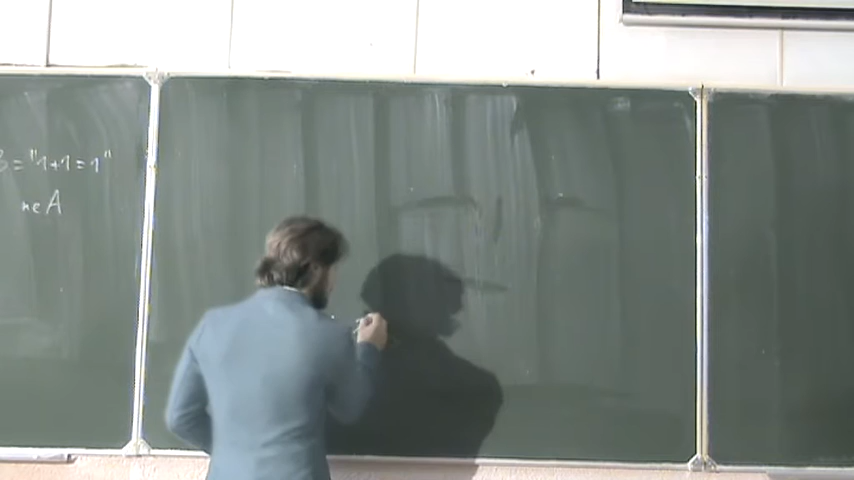 B = "1+1=1"
не A